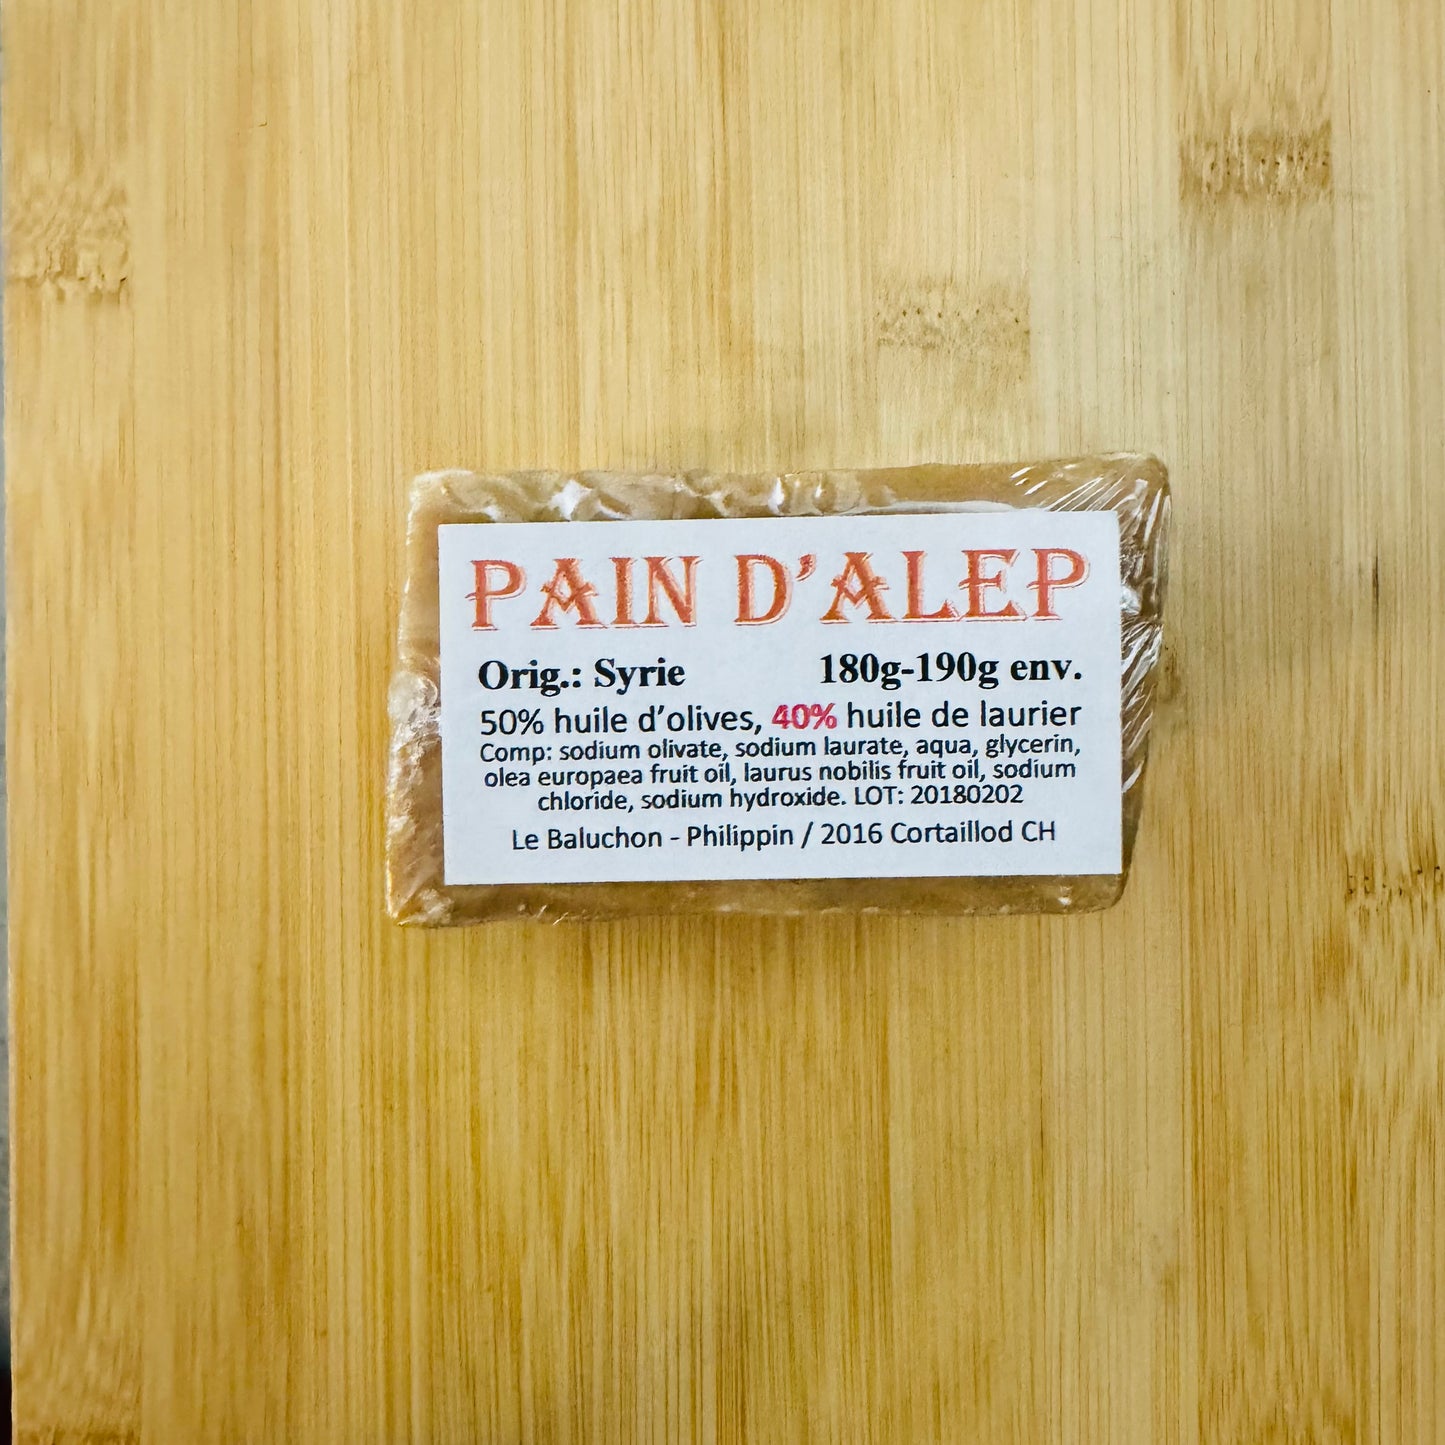 PAIN D'ALEP
Orig.: Syrie 180g-190g env.
50% huile d'olives, 40% huile de laurier
Comp: sodium olivate, sodium laurate, aqua, glycerin,
olea europaea fruit oil, laurus nobilis fruit oil, sodium
chloride, sodium hydroxide. LOT: 20180202
Le Baluchon - Philippin / 2016 Cortaillod CH